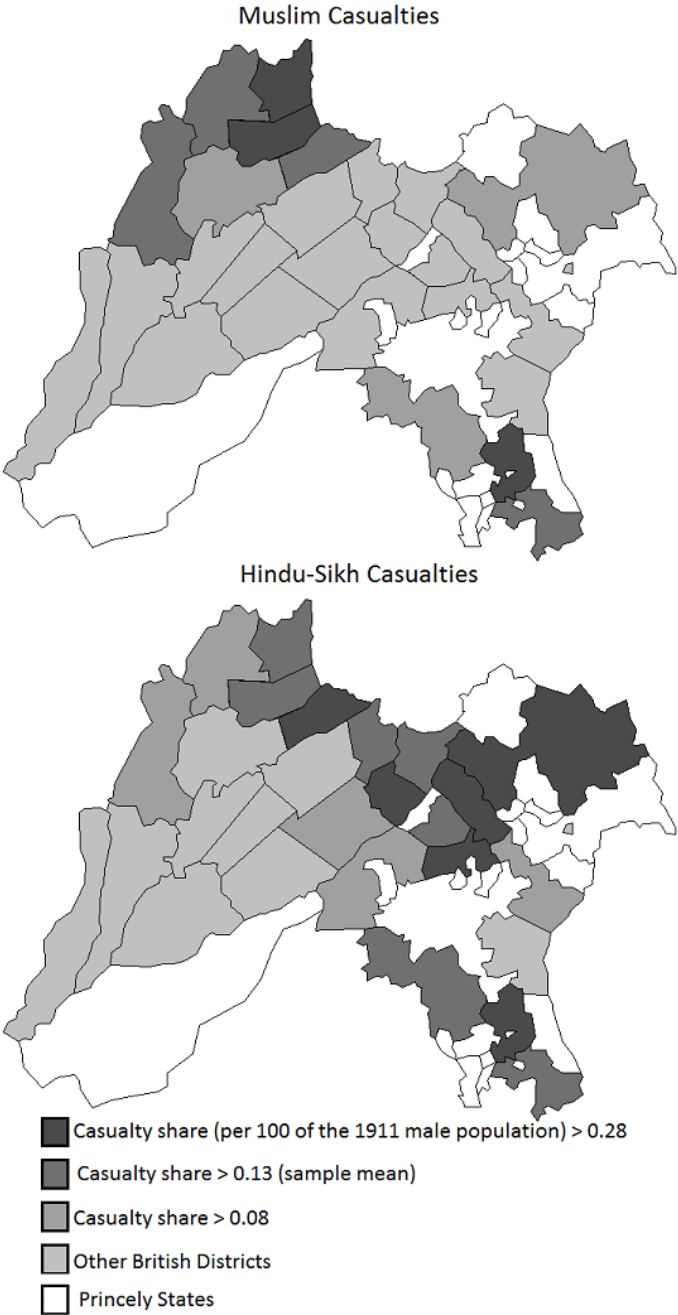 Muslim Casualties
Hindu-Sikh Casualties
Casualty share (per 100 of the 1911 male population) > 0.28
Casualty share > 0.13 (sample mean)
Casualty share > 0.08
Other British Districts
Princely States